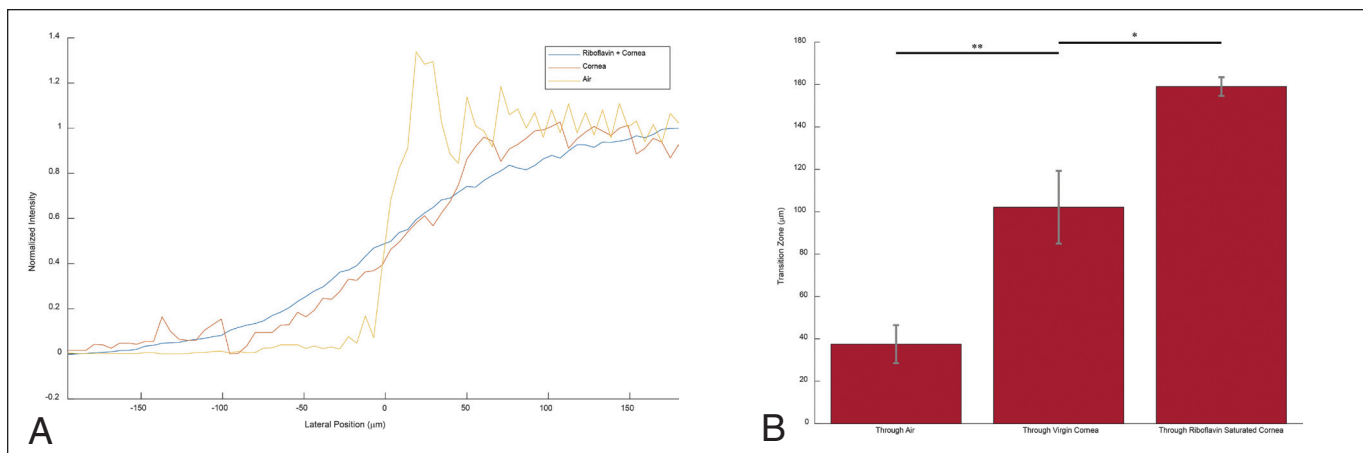 1.4
1.2
1
0.8
0.6
0.4
0.2
0
-0.2
Normalized Intensity
-150
-100
-50
0
50
100
150
Lateral Position (μm)
Riboflavin + Cornea
Cornea
Air
A
180
160
140
120
100
80
60
40
20
0
Transition Zone (μm)
**
*
Through Air
Through Virgin Cornea
Through Riboflavin Saturated Cornea
B